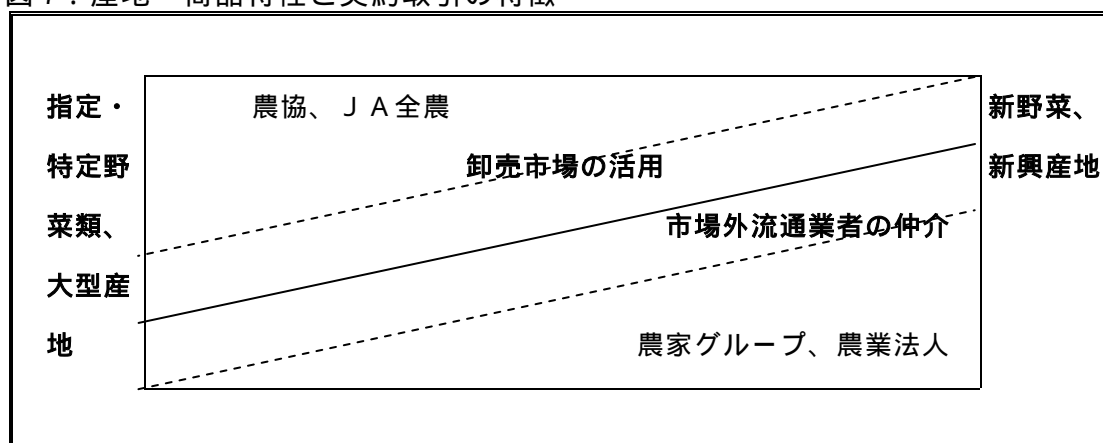 図７：産地・商品特性と契約取引の特徴
指定・
特定野
菜類、
大型産
地
農協、ＪＡ全農
卸売市場の活用
市場外流通業者の仲介
農家グループ、農業法人
新野菜、
新興産地